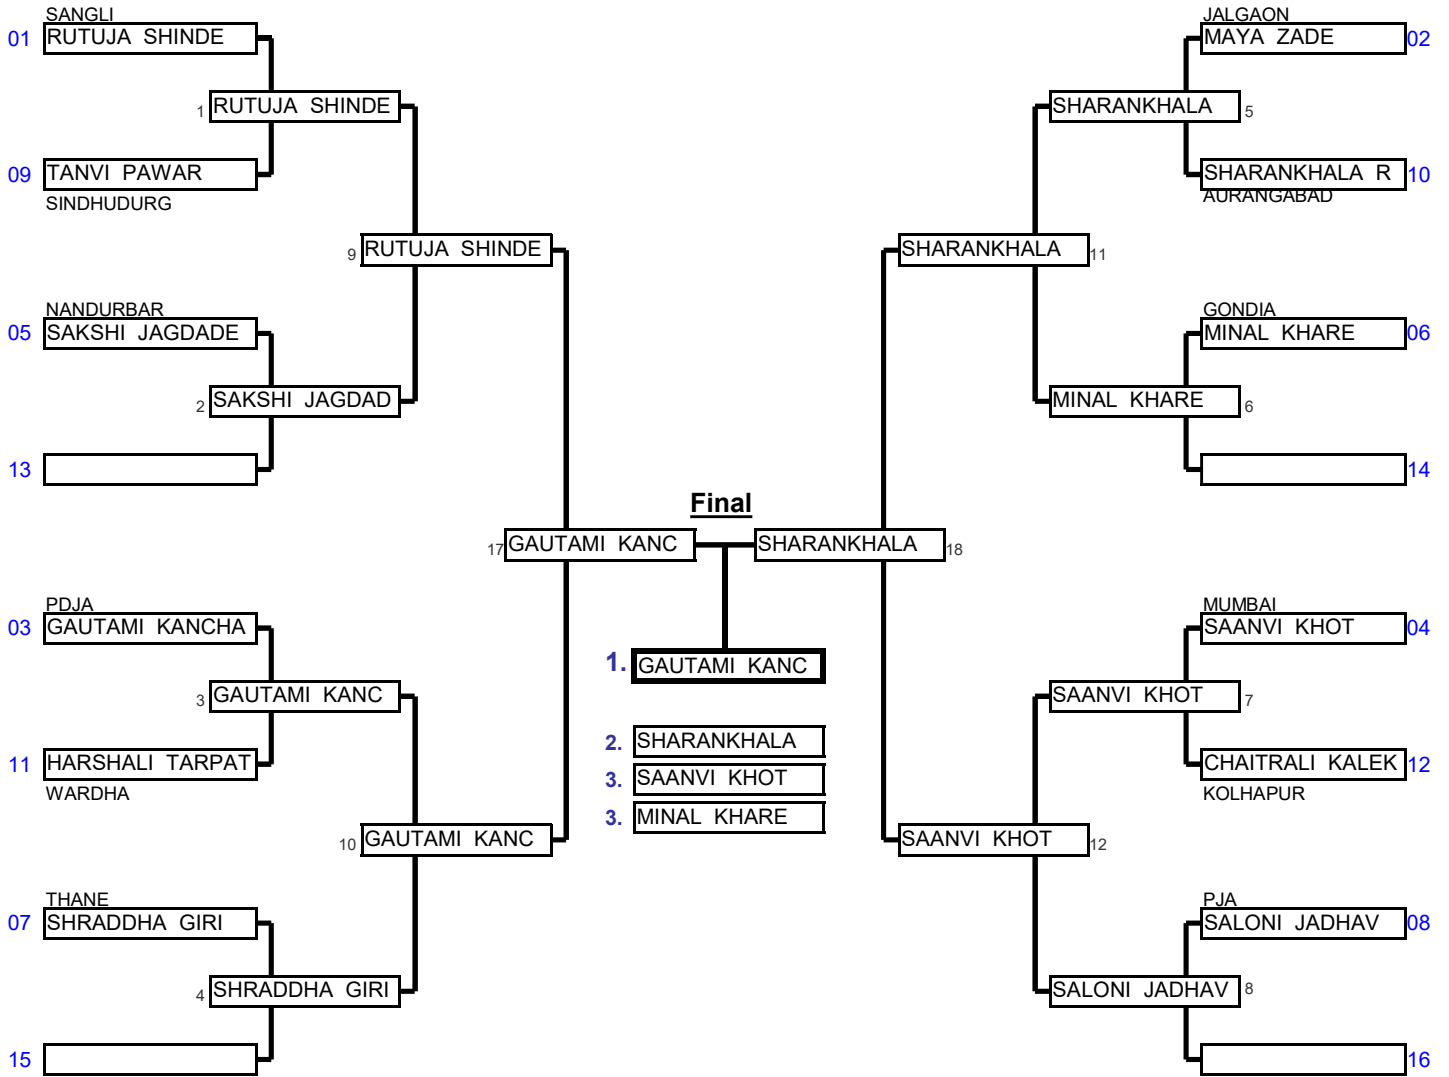 SANGLI
01 RUTUJA SHINDE
1 RUTUJA SHINDE
09 TANVI PAWAR
SINDHUDURG
9 RUTUJA SHINDE
NANDURBAR
05 SAKSHI JAGDADE
2 SAKSHI JAGDAD
13
17 GAUTAMI KANC
PDJA
03 GAUTAMI KANCHA
3 GAUTAMI KANC
11 HARSHALI TARPAT
WARDHA
10 GAUTAMI KANC
THANE
07 SHRADDHA GIRI
4 SHRADDHA GIRI
15
Final
1. GAUTAMI KANC
2. SHARANKHALA
3. SAANVI KHOT
3. MINAL KHARE
JALGAON
MAYA ZADE 02
SHARANKHALA 5
SHARANKHALA R 10
AURANGABAD
SHARANKHALA 11
GONDIA
MINAL KHARE 06
MINAL KHARE 6
14
SHARANKHALA 18
MUMBAI
SAANVI KHOT 04
SAANVI KHOT 7
CHAITRALI KALEK 12
KOLHAPUR
SAANVI KHOT 12
PJA
SALONI JADHAV 08
SALONI JADHAV 8
16